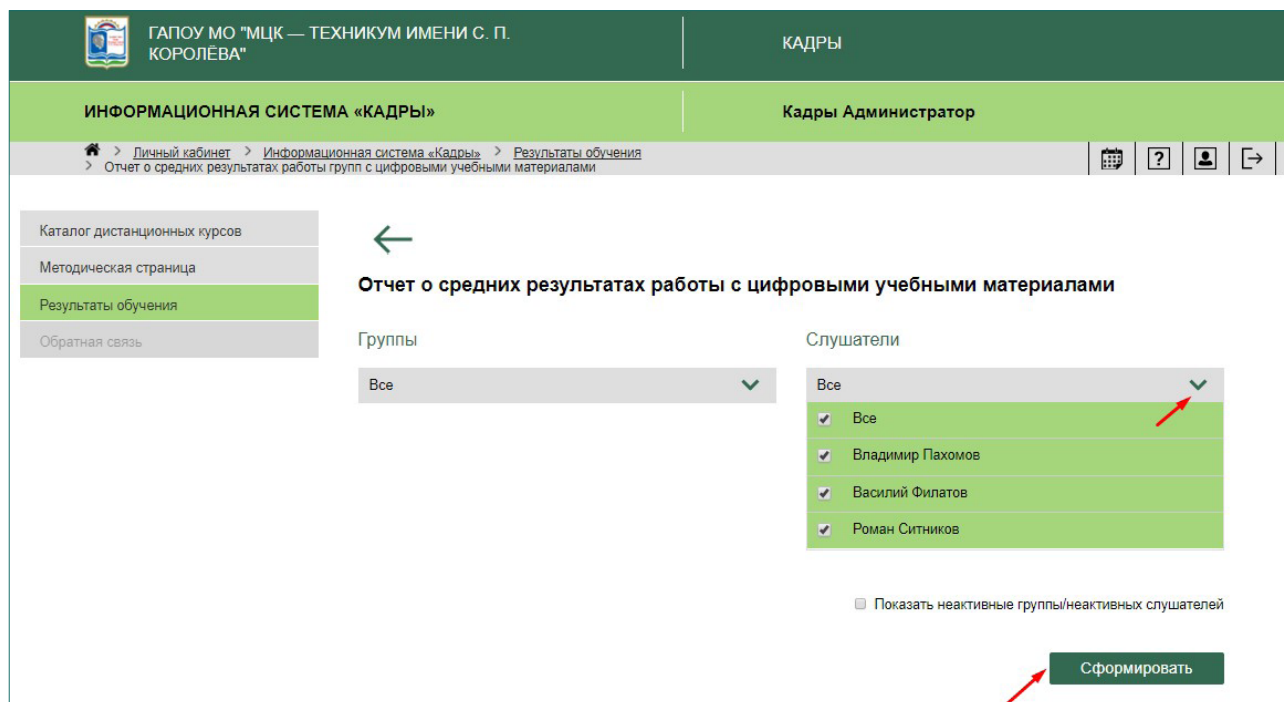 ГАПОУ МО "МЦК — ТЕХНИКУМ ИМЕНИ С. П.
КОРОЛЁВА"
КАДРЫ
ИНФОРМАЦИОННАЯ СИСТЕМА «КАДРЫ»
Кадры Администратор
> Личный кабинет > Информационная система «Кадры» > Результаты обучения
> Отчет о средних результатах работы групп с цифровыми учебными материалами
?
Каталог дистанционных курсов
Методическая страница
Результаты обучения
Обратная связь
Отчет о средних результатах работы с цифровыми учебными материалами
Группы
Все
Слушатели
Все
Все
Владимир Пахомов
Василий Филатов
Роман Ситников
Показать неактивные группы/неактивных слушателей
Сформировать